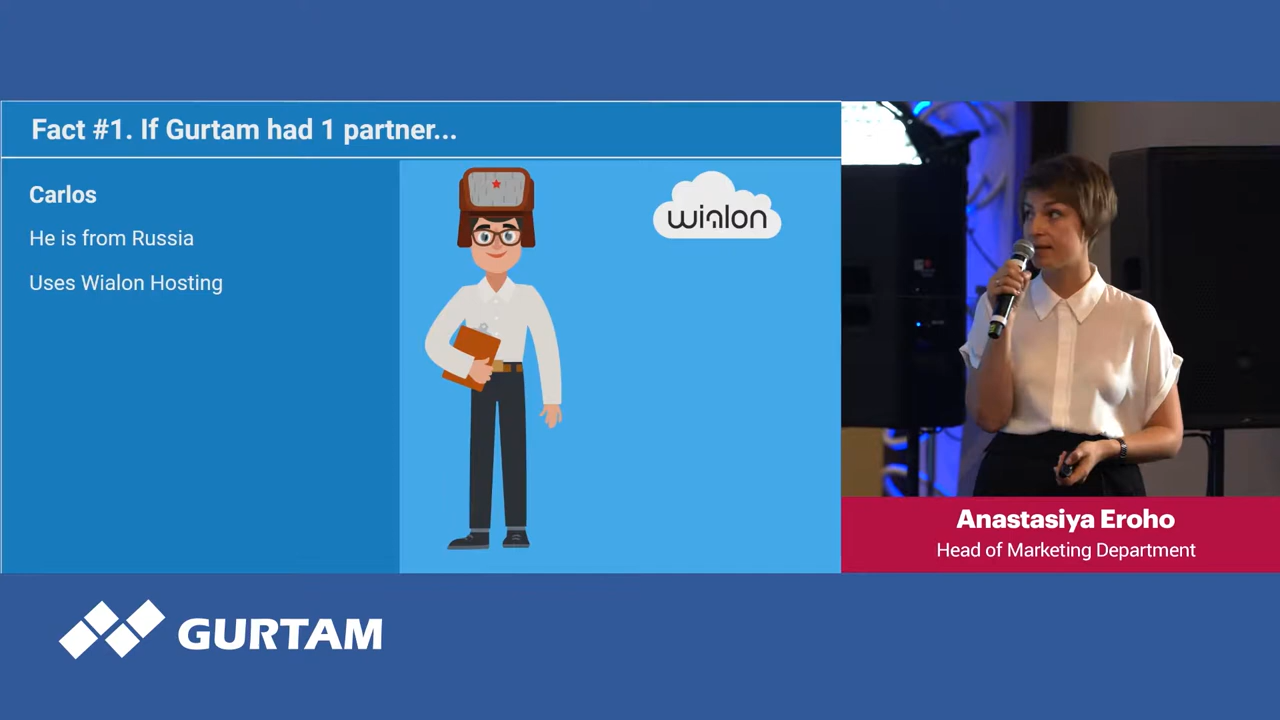 Fact #1. If Gurtam had 1 partner...
Carlos
He is from Russia
Uses Wialon Hosting
wialon
Anastasiya Eroho
Head of Marketing Department
GURTAM